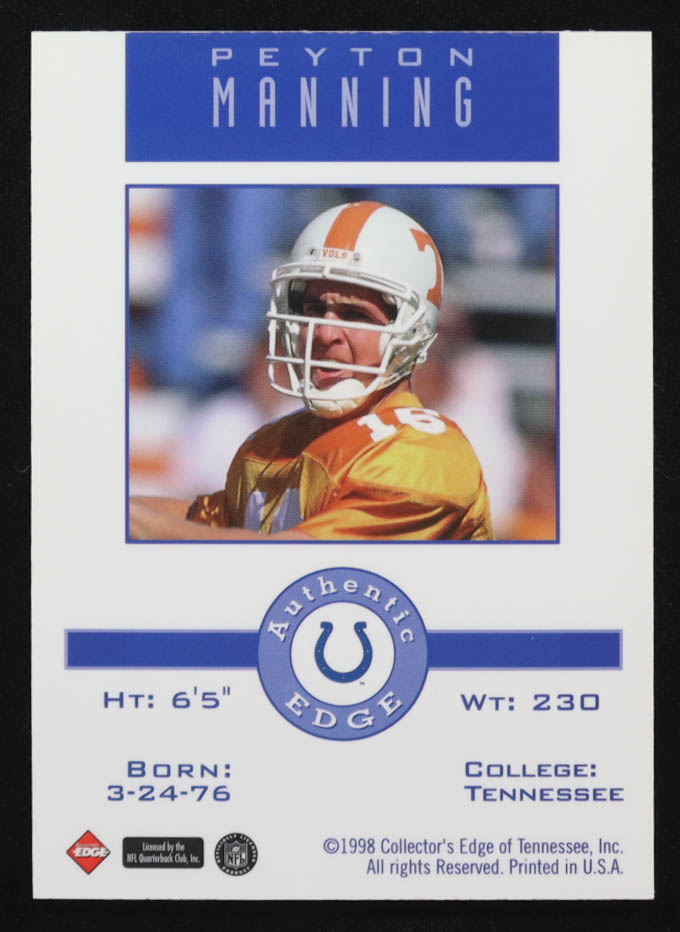 PEYTON
MANNING
VOLS
T
16
Authentic
EDGE
™
HT: 6'5"
WT: 230
BORN:
3-24-76
COLLEGE:
TENNESSEE
EDGE
Licensed by the
NFL Quarterback Club, Inc.
NFL
©1998 Collector's Edge of Tennessee, Inc.
All rights Reserved. Printed in U.S.A.